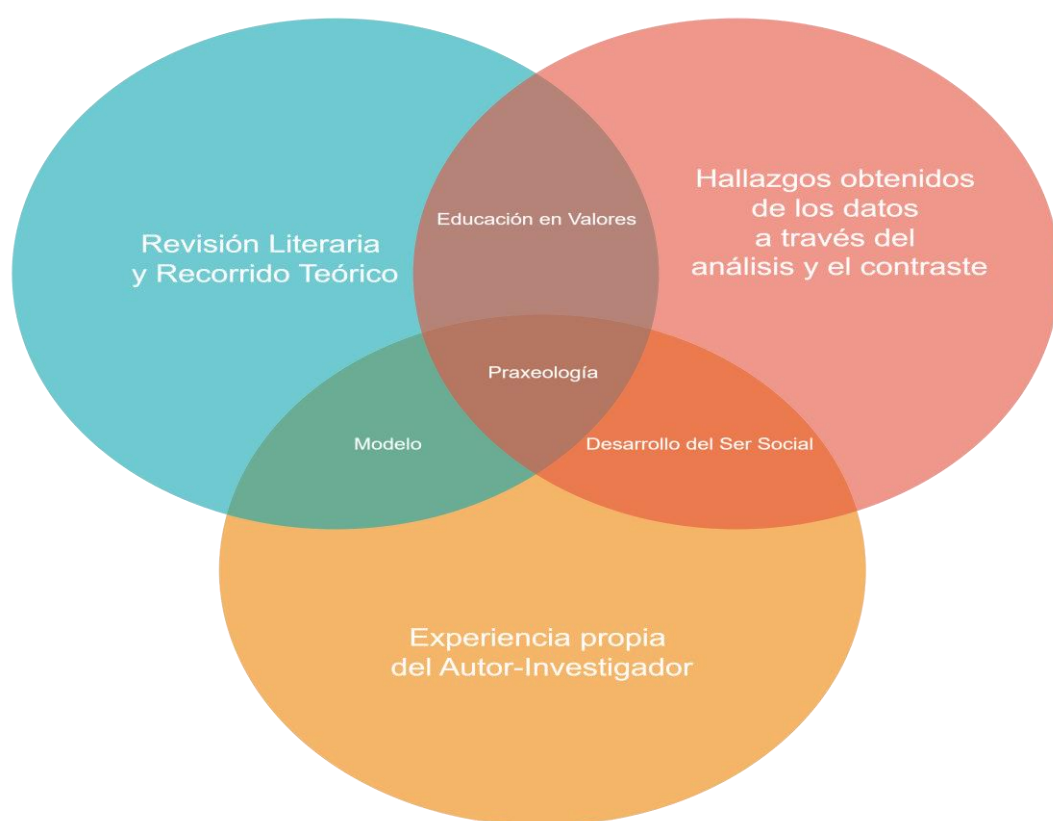 Revisión Literaria
y Recorrido Teórico
Educación en Valores
Hallazgos obtenidos
de los datos
a través del
análisis y el contraste
Praxeología
Modelo
Desarrollo del Ser Social
Experiencia propia
del Autor-Investigador